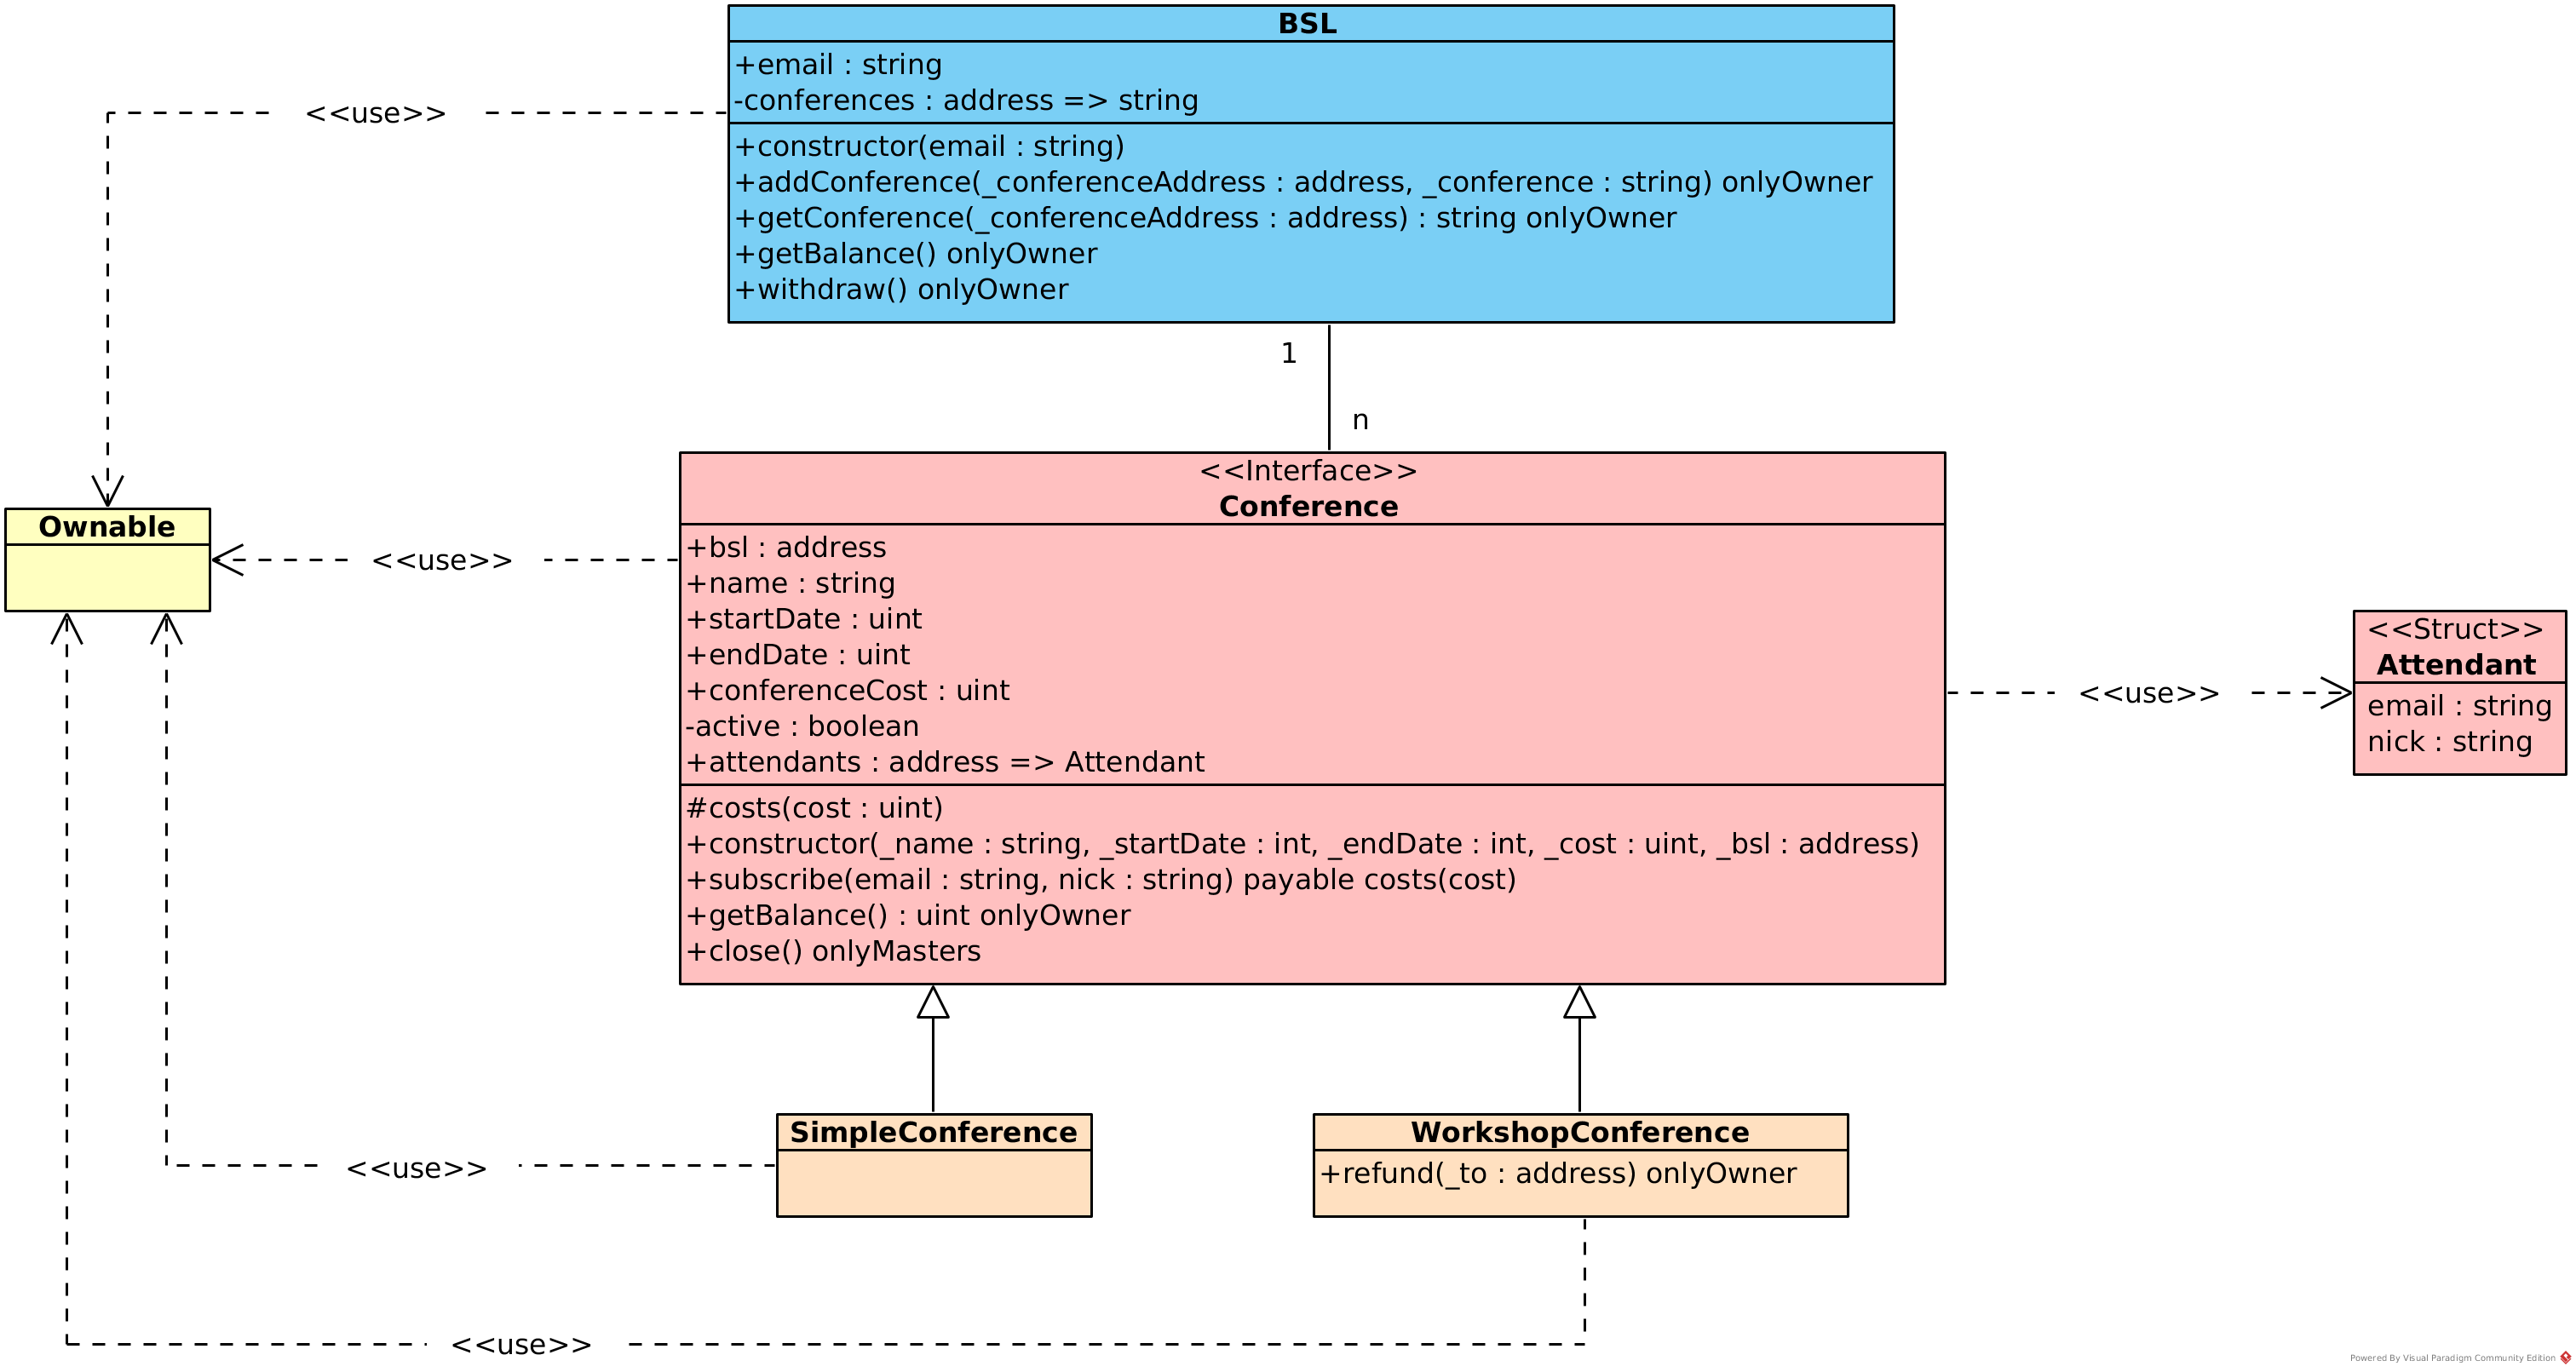 BSL
+email : string
-conferences : address => string
+constructor(email : string)
+addConference(_conferenceAddress : address, _conference : string) onlyOwner
+getConference(_conferenceAddress : address) : string onlyOwner
+getBalance() onlyOwner
+withdraw() onlyOwner
<<use>>
1
n
Ownable
<<use>>
<<Interface>>
Conference
+bsl : address
+name : string
+startDate : uint
+endDate : uint
+conferenceCost : uint
-active : boolean
+attendants : address => Attendant
#costs(cost : uint)
+constructor(_name : string, _startDate : int, _endDate : int, _cost : uint, _bsl : address)
+subscribe(email : string, nick : string) payable costs(cost)
+getBalance() : uint onlyOwner
+close() onlyMasters
<<use>>
<<Struct>>
Attendant
email : string
nick : string
SimpleConference
WorkshopConference
+refund(_to : address) onlyOwner
<<use>>
<<use>>
Powered By Visual Paradigm Community Edition